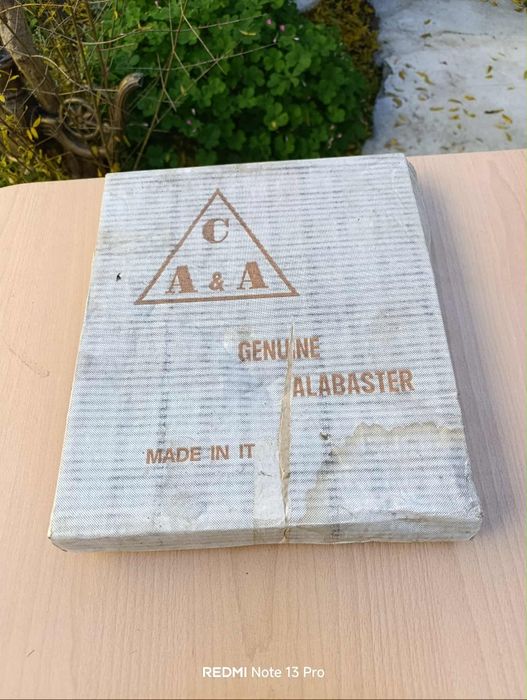 C
A & A
GENUINE
ALABASTER
MADE IN IT
REDMI Note 13 Pro